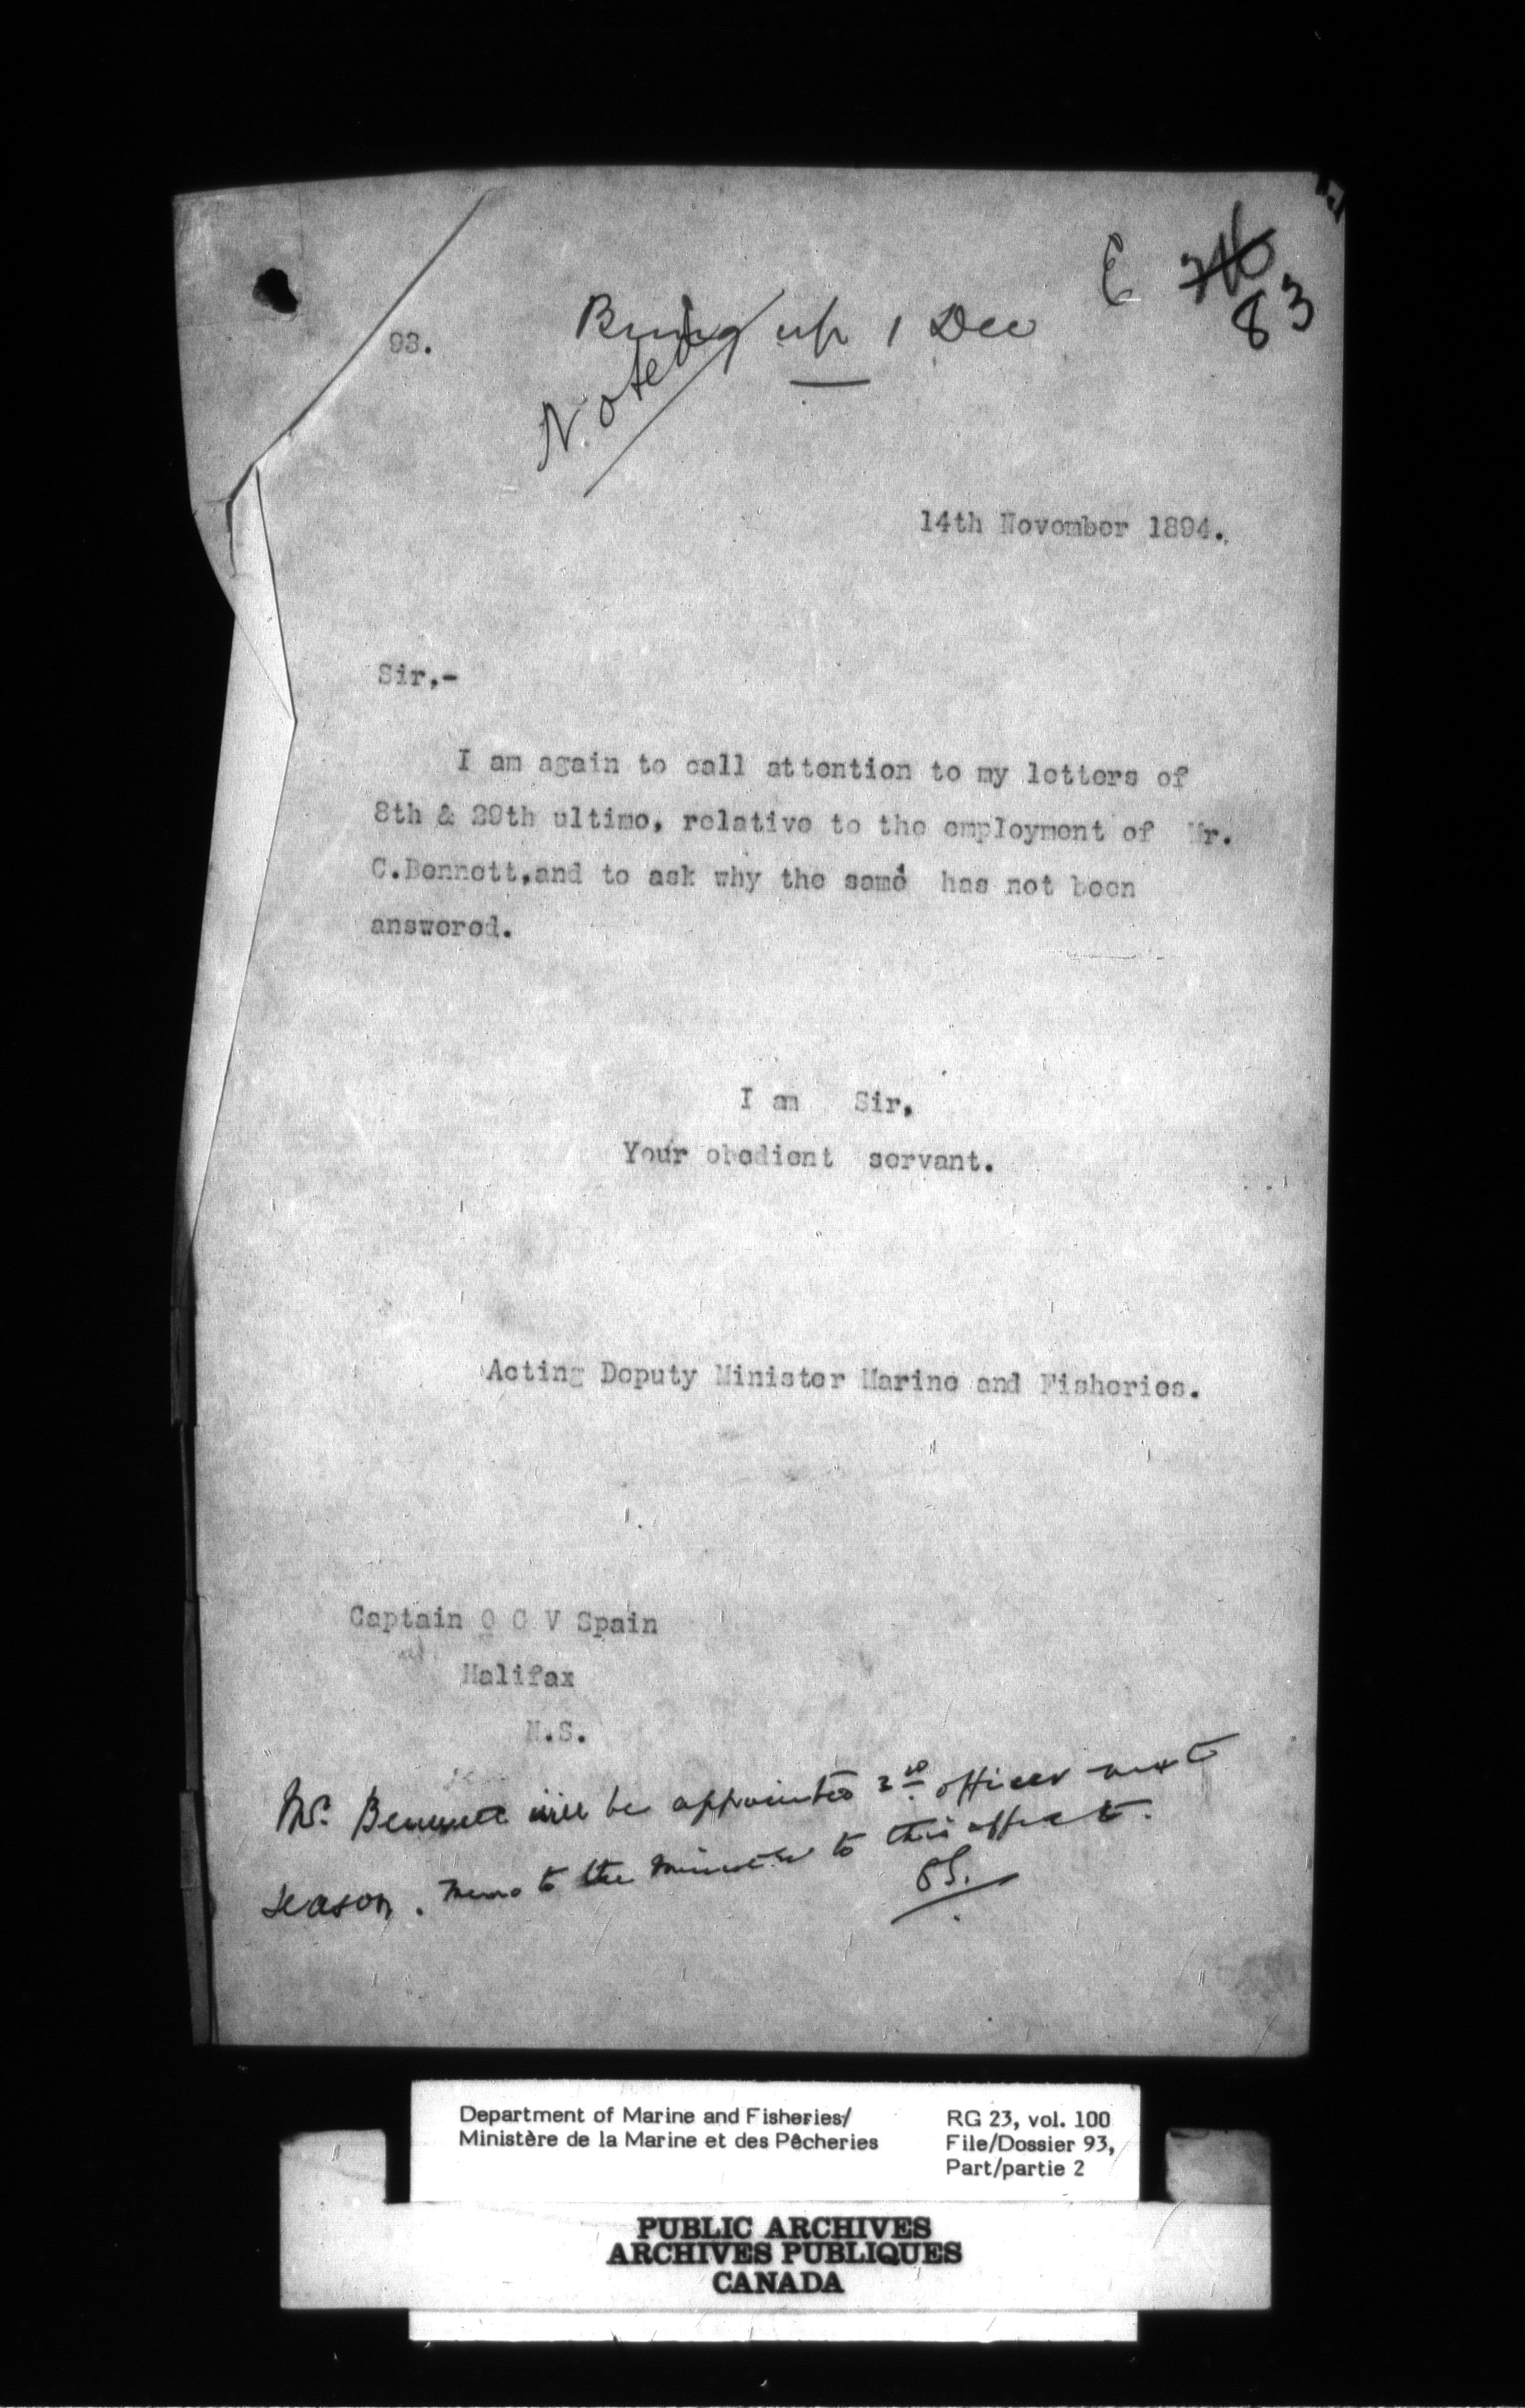 E
83
93.
Bring up 1 Dec
Noted
14th November 1894.
Sir,-
I am again to call attention to my letters of
8th & 29th ultimo, relative to the employment of Mr.
C.Bennett,and to ask why the same has not been
answered.
I am Sir,
Your obedient servant.
Acting Deputy Minister Marine and Fisheries.
Captain O C V Spain
Halifax
N.S.
Mr. Bennett will be appointed 3rd officer next
season. Memo to the Minister to this effect.
OS.
Department of Marine and Fisheries/
Ministère de la Marine et des Pêcheries
RG 23, vol. 100
File/Dossier 93,
Part/partie 2
PUBLIC ARCHIVES
ARCHIVES PUBLIQUES
CANADA